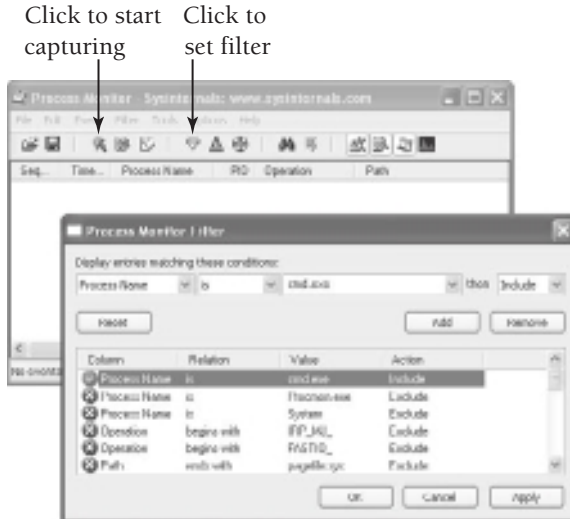 Click to start capturing
Click to set filter
Process Monitor - Sysinternals: www.sysinternals.com
File Edit Event Filter Tools Options Help
Seq... Time... Process Name PID Operation Path
Process Monitor Filter
Display entries matching these conditions:
Process Name is cmd.exe then Include
Reset Add Remove
Column Relation Value Action
Process Name is cmd.exe Include
Process Name is Procmon.exe Exclude
Process Name is System Exclude
Operation begins with IRP_MJ_ Exclude
Operation begins with FASTIO_ Exclude
Path ends with pagefile.sys Exclude
OK Cancel Apply